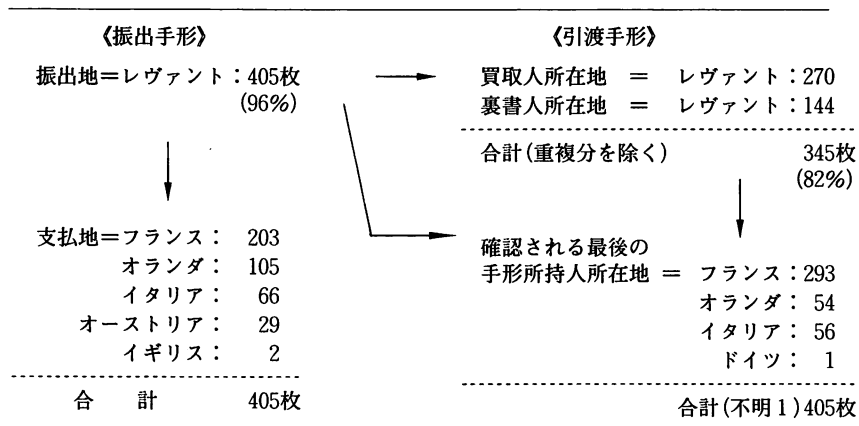 《振出手形》
振出地=レヴァント:405枚
(96%)
支払地=フランス: 203
オランダ: 105
イタリア: 66
オーストリア: 29
イギリス: 2
合 計 405枚
《引渡手形》
買取人所在地 = レヴァント:270
裏書人所在地 = レヴァント:144
合計(重複分を除く) 345枚
(82%)
確認される最後の
手形所持人所在地 = フランス:293
オランダ: 54
イタリア: 56
ドイツ: 1
合計(不明1)405枚